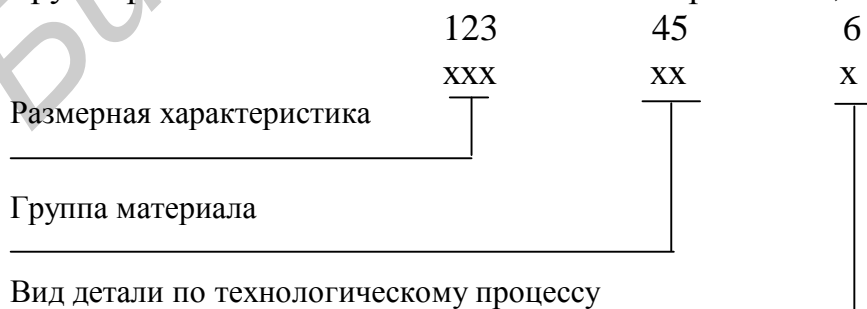 123 45 6
xxx xx x
Размерная характеристика
Группа материала
Вид детали по технологическому процессу